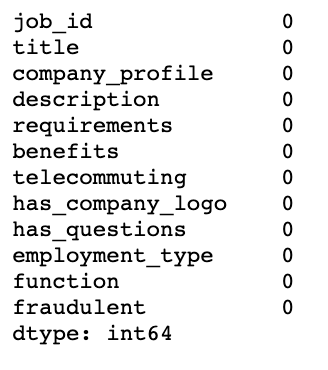 job_id 0
title 0
company_profile 0
description 0
requirements 0
benefits 0
telecommuting 0
has_company_logo 0
has_questions 0
employment_type 0
function 0
fraudulent 0
dtype: int64